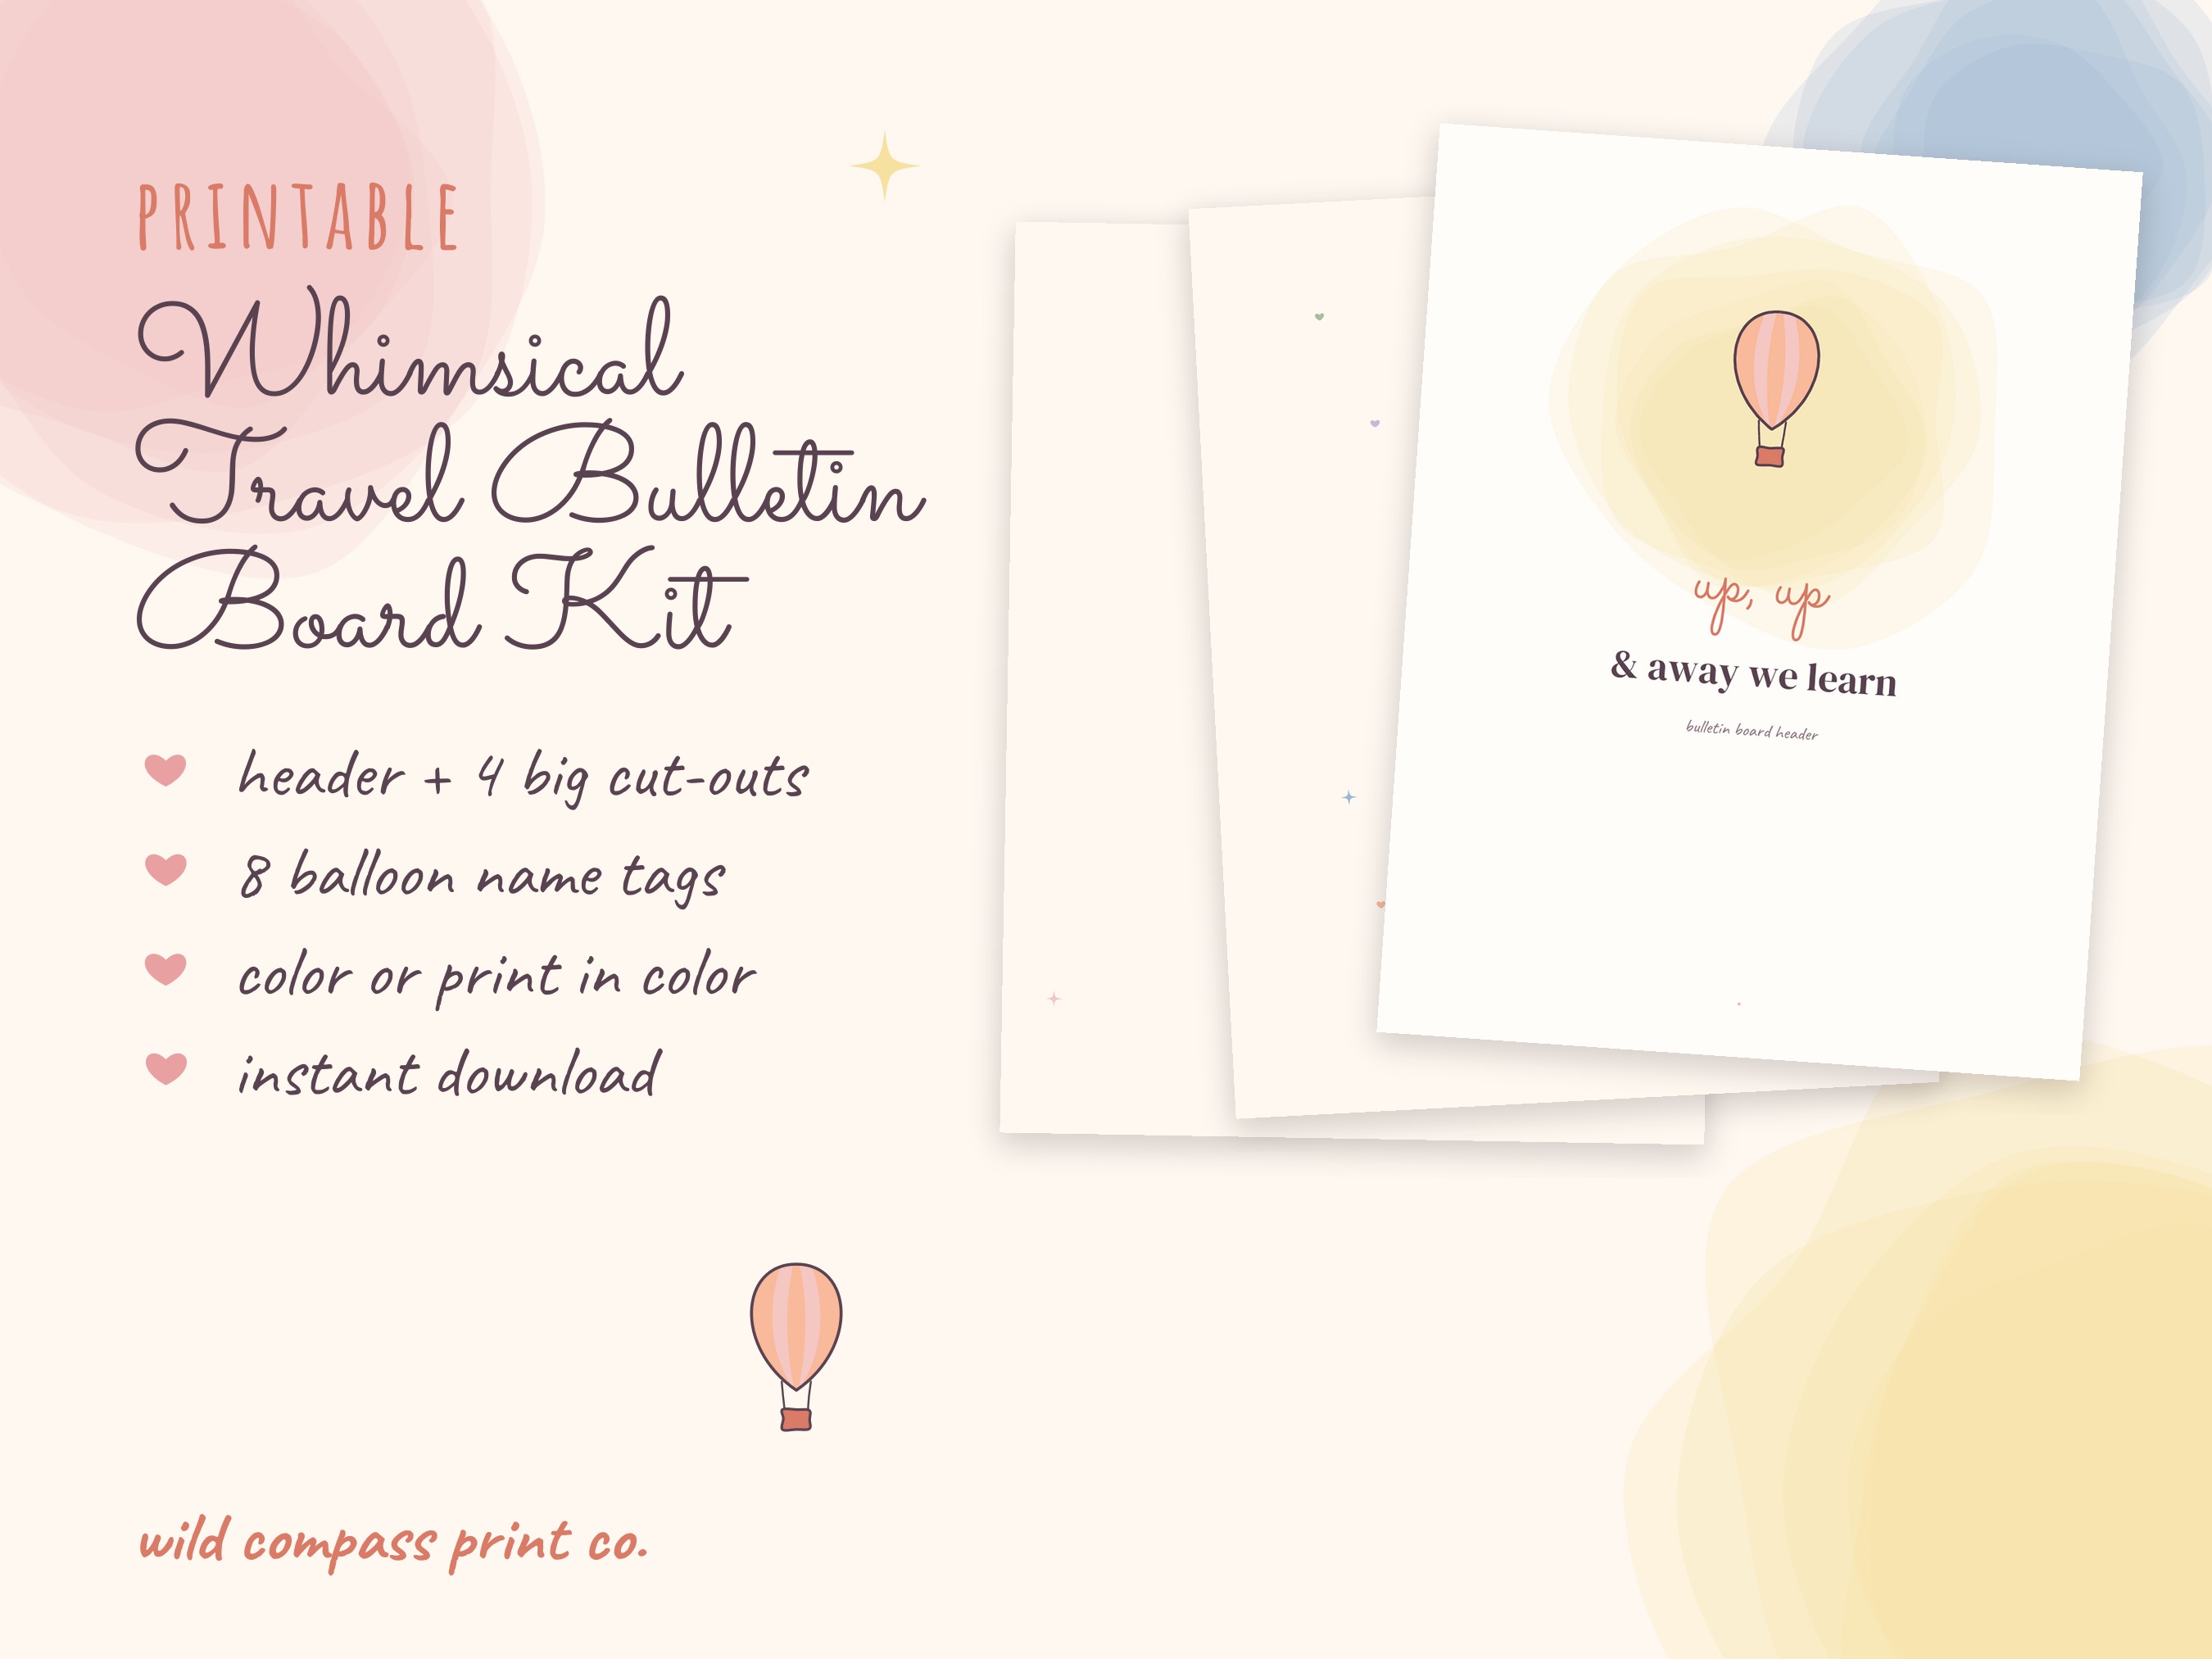 PRINTABLE
Whimsical
Travel Bulletin
Board Kit
header + 4 big cut-outs
8 balloon name tags
color or print in color
instant download
wild compass print co.
up, up
& away we learn
bulletin board header